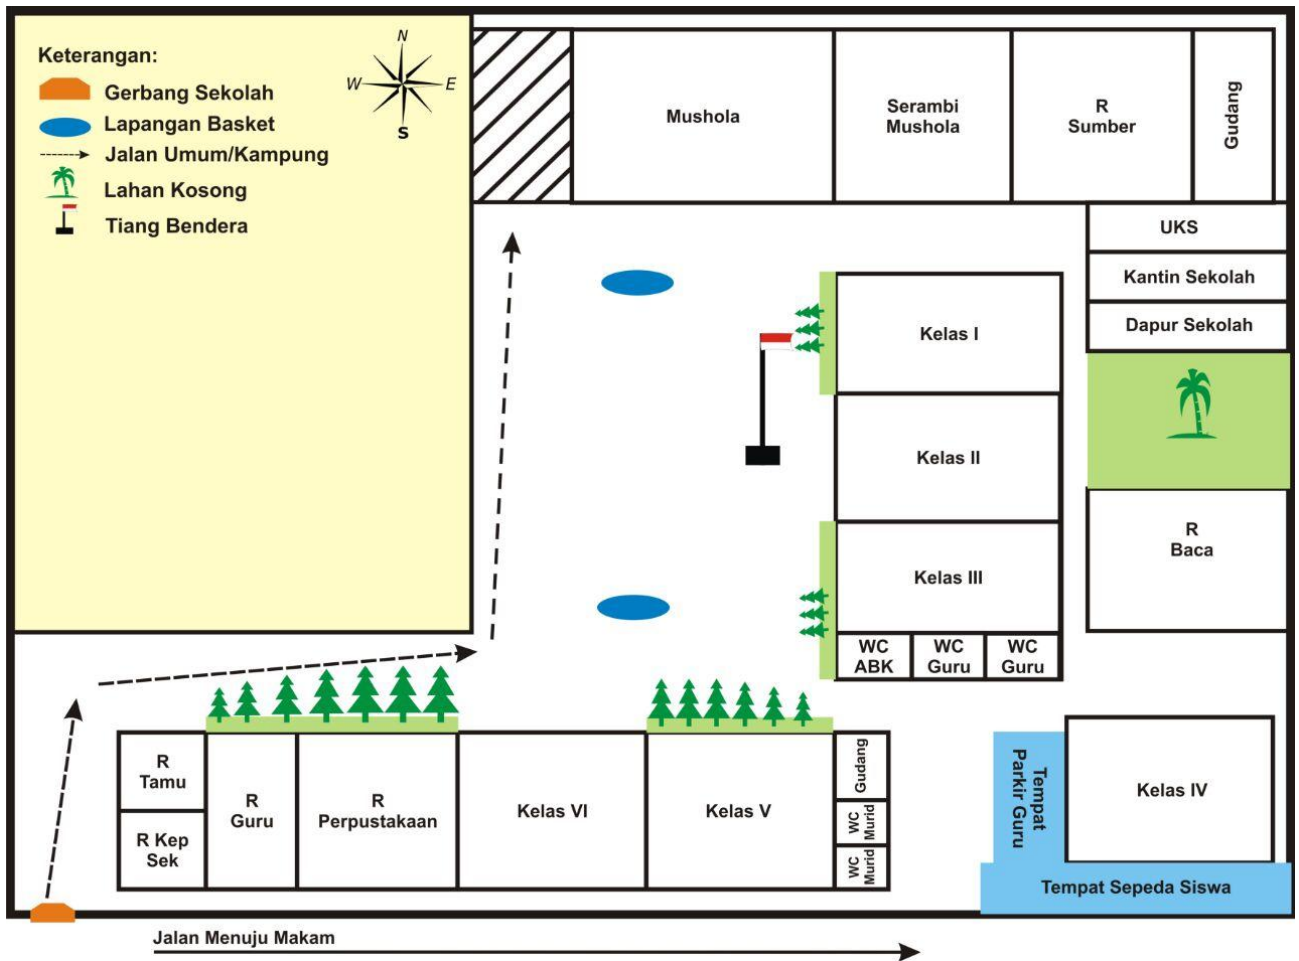 Keterangan:
Gerbang Sekolah
Lapangan Basket
Jalan Umum/Kampung
Lahan Kosong
Tiang Bendera
N
W
E
S
Mushola
Serambi
Mushola
R
Sumber
Gudang
UKS
Kantin Sekolah
Dapur Sekolah
Kelas I
Kelas II
Kelas III
R
Baca
WC
ABK
WC
Guru
WC
Guru
R
Tamu
R Kep
Sek
R
Guru
R
Perpustakaan
Kelas VI
Kelas V
Gudang
WC
Murid
WC
Murid
Tempat
Parkir Guru
Kelas IV
Tempat Sepeda Siswa
Jalan Menuju Makam